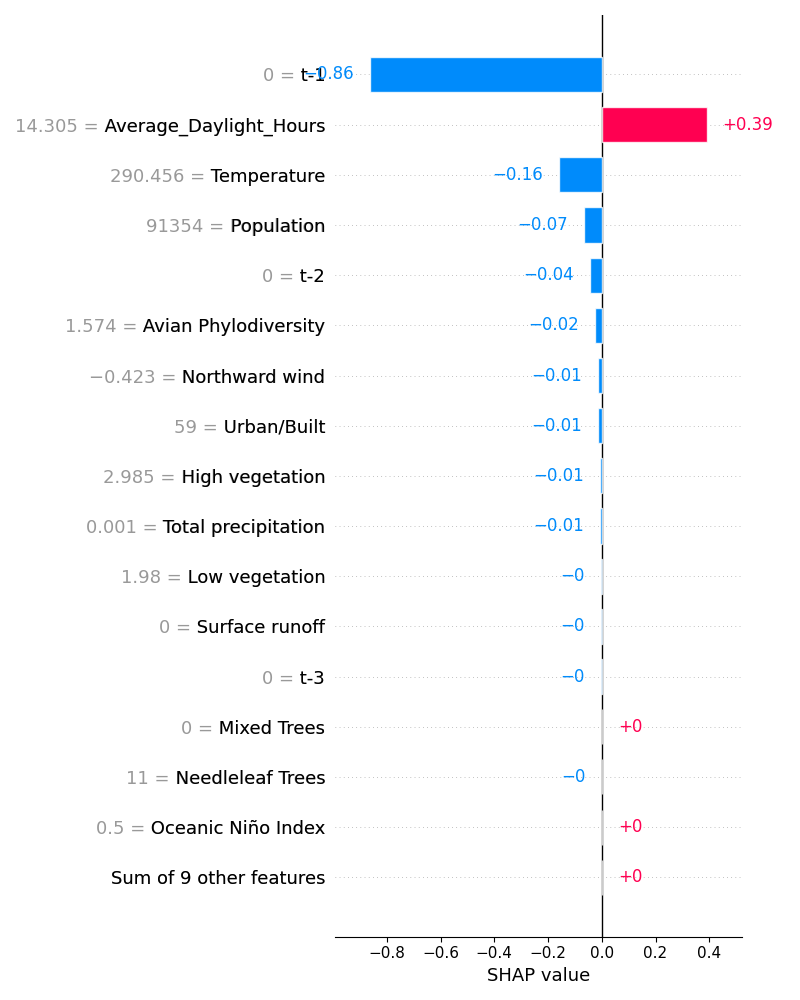 0 = t-1 −0.86
14.305 = Average_Daylight_Hours +0.39
290.456 = Temperature −0.16
91354 = Population −0.07
0 = t-2 −0.04
1.574 = Avian Phylodiversity −0.02
−0.423 = Northward wind −0.01
59 = Urban/Built −0.01
2.985 = High vegetation −0.01
0.001 = Total precipitation −0.01
1.98 = Low vegetation −0
0 = Surface runoff −0
0 = t-3 −0
0 = Mixed Trees +0
11 = Needleleaf Trees −0
0.5 = Oceanic Niño Index +0
Sum of 9 other features +0
−0.8 −0.6 −0.4 −0.2 0.0 0.2 0.4
SHAP value